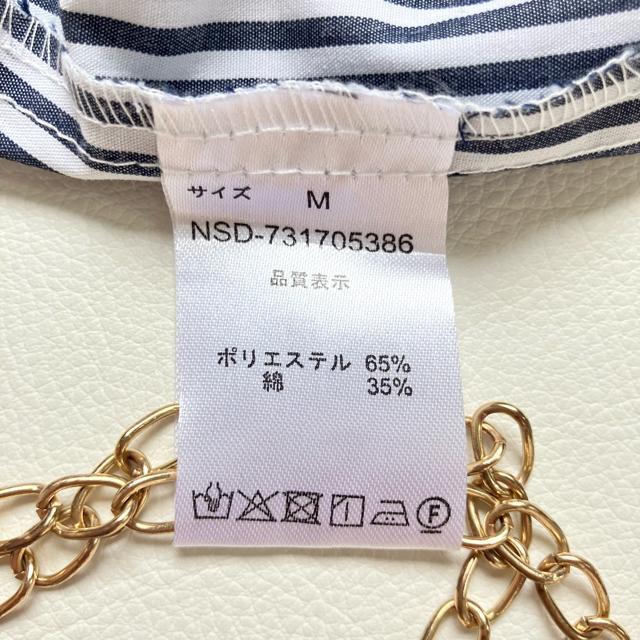 サイズ M
NSD-731705386
品質表示
ポリエステル 65%
綿 35%
F